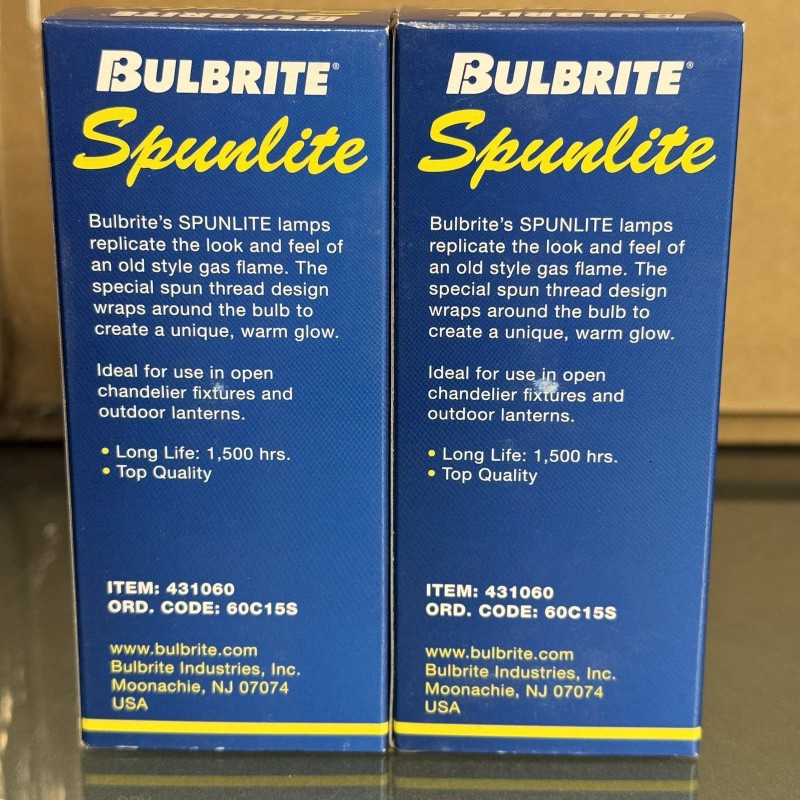 BULBRITE
BULBRITE®
Spunlite
Bulbrite's SPUNLITE lamps
replicate the look and feel of
an old style gas flame. The
special spun thread design
wraps around the bulb to
create a unique, warm glow.
Ideal for use in open
chandelier fixtures and
outdoor lanterns.
• Long Life: 1,500 hrs.
• Top Quality
ITEM: 431060
ORD. CODE: 60C15S
www.bulbrite.com
Bulbrite Industries, Inc.
Moonachie, NJ 07074
USA
BULBRITE
BULBRITE®
Spunlite
Bulbrite's SPUNLITE lamps
replicate the look and feel of
an old style gas flame. The
special spun thread design
wraps around the bulb to
create a unique, warm glow.
Ideal for use in open
chandelier fixtures and
outdoor lanterns.
• Long Life: 1,500 hrs.
• Top Quality
ITEM: 431060
ORD. CODE: 60C15S
www.bulbrite.com
Bulbrite Industries, Inc.
Moonachie, NJ 07074
USA